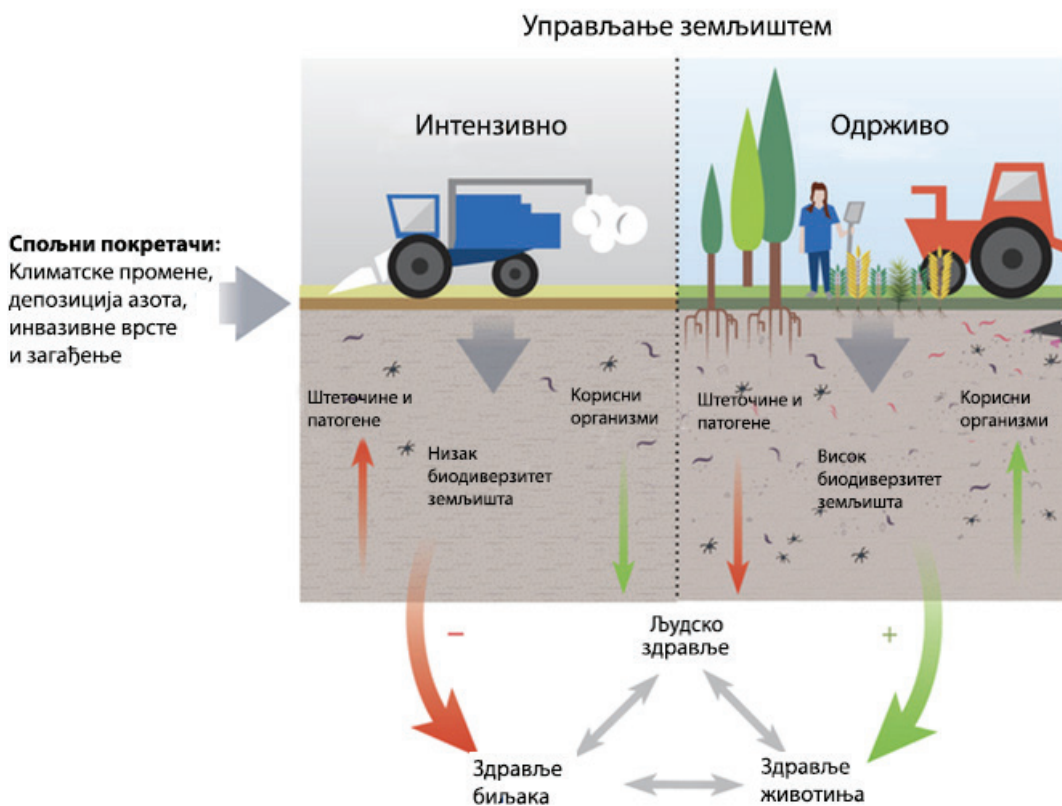 Управљање земљиштем
Интензивно
Одрживо
Спољни покретачи:
Климатске промене,
депозиција азота,
инвазивне врсте
и загађење
Штеточине и
патогене
Корисни
организми
Низак
биодиверзитет
земљишта
Штеточине и
патогене
Корисни
организми
Висок
биодиверзитет
земљишта
–
+
Људско
здравље
Здравље
биљака
Здравље
животиња